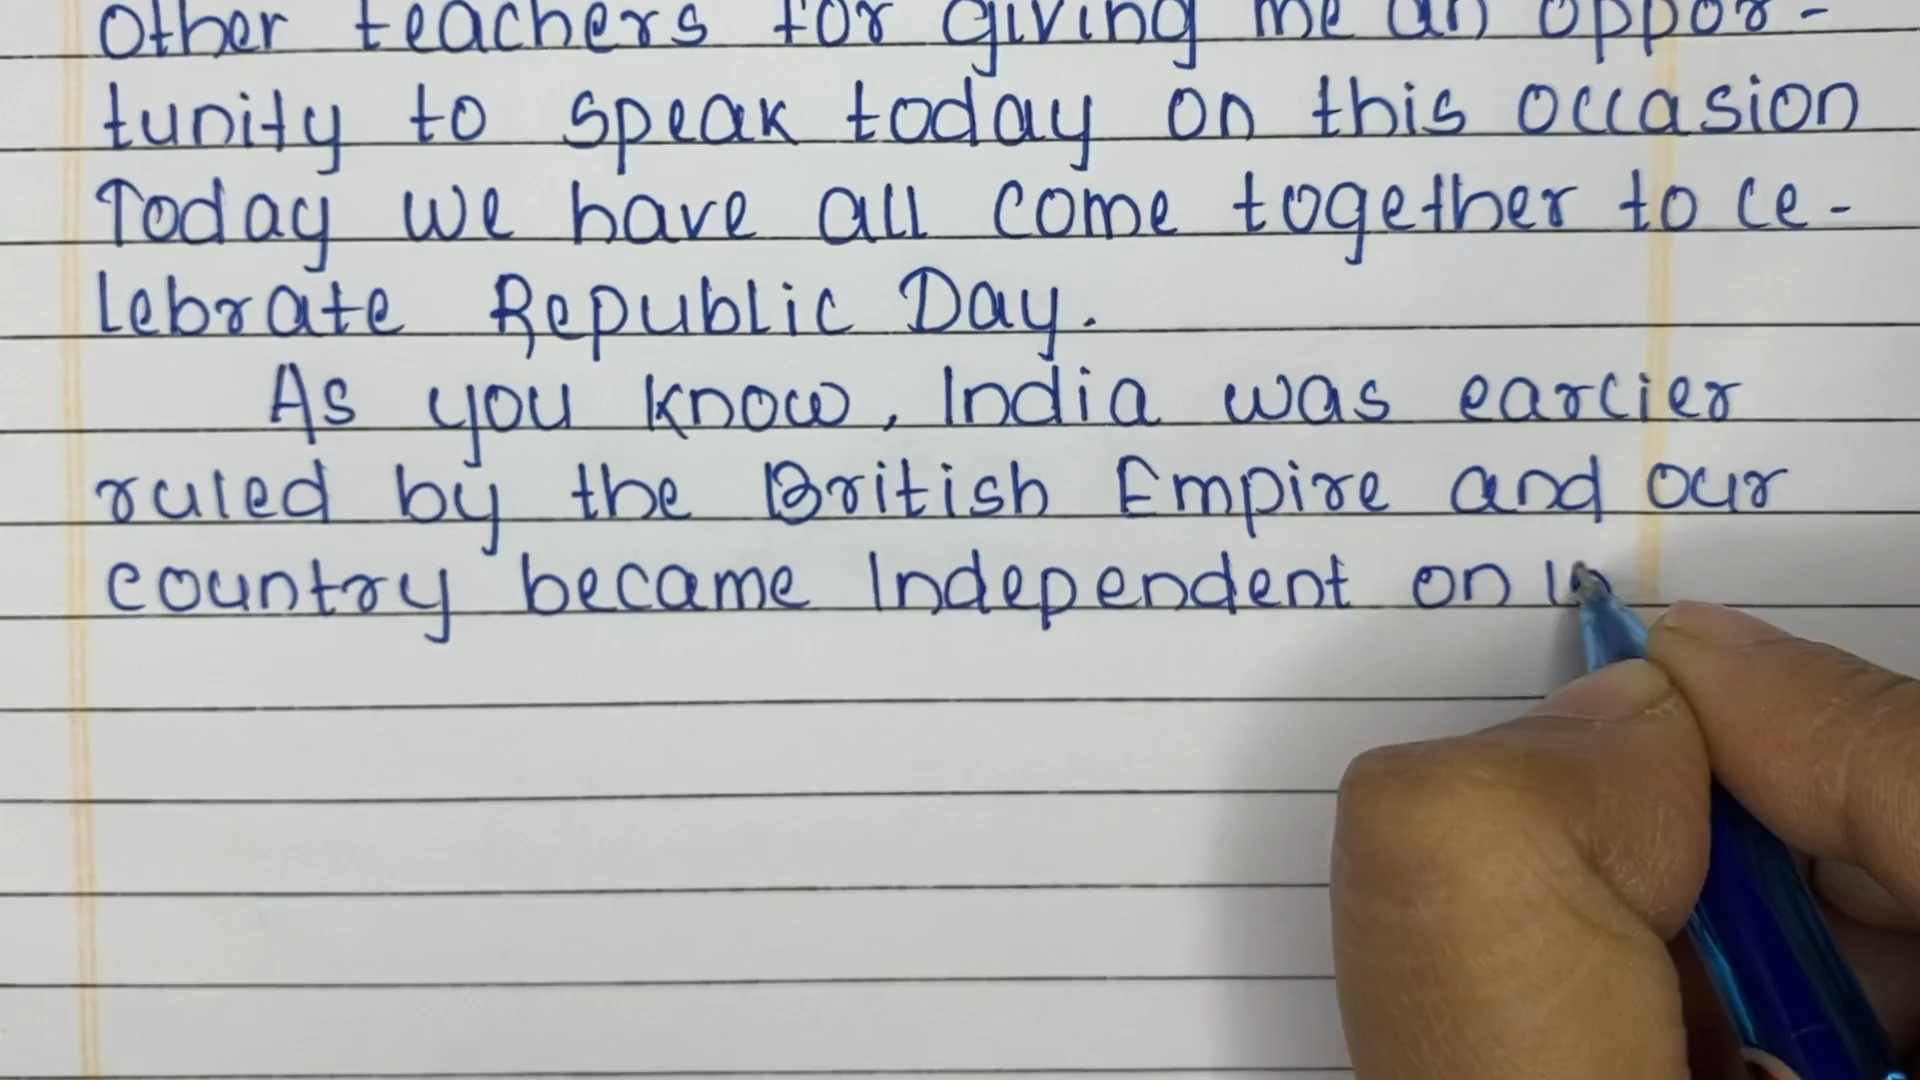 Other teachers for giving me an oppor-
tunity to speak today on this occasion
Today we have all come together to ce-
lebrate Republic Day.
As you know, India was earcier
ruled by the British Empire and our
country became Independent on